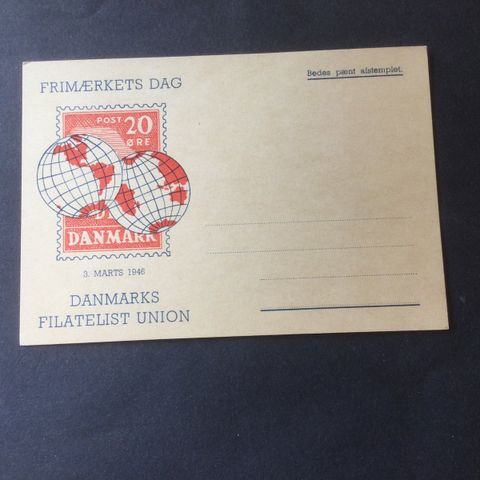 FRIMÆRKETS DAG
Bedes pænt afstemplet.
POST 20
ØRE
DANMARK
3. MARTS 1946
DANMARKS
FILATELIST UNION